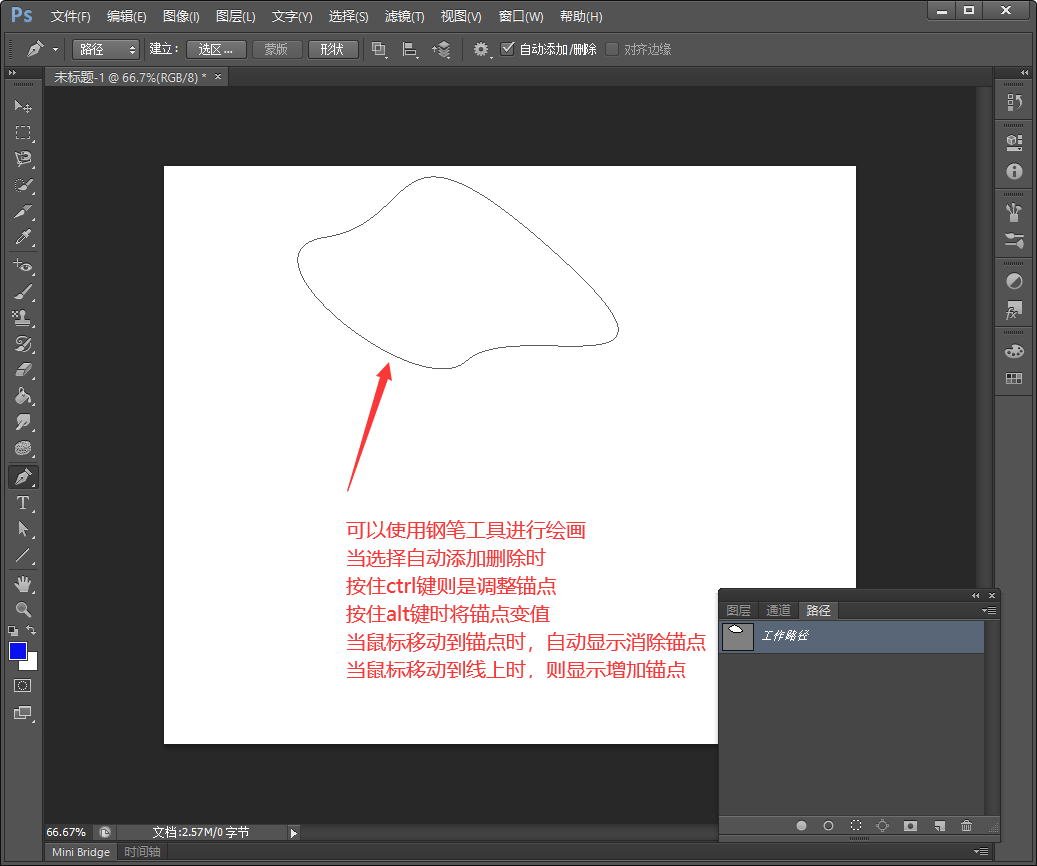 Ps 文件(F) 编辑(E) 图像(I) 图层(L) 文字(Y) 选择(S) 滤镜(T) 视图(V) 窗口(W) 帮助(H)
路径 建立: 选区... 蒙版 形状 自动添加/删除 对齐边缘
未标题-1 @ 66.7%(RGB/8) * ×
可以使用钢笔工具进行绘画
当选择自动添加删除时
按住ctrl键则是调整锚点
按住alt键时将锚点变值
当鼠标移动到锚点时，自动显示消除锚点
当鼠标移动到线上时，则显示增加锚点
图层 通道 路径
工作路径
66.67% 文档:2.57M/0 字节
Mini Bridge 时间轴